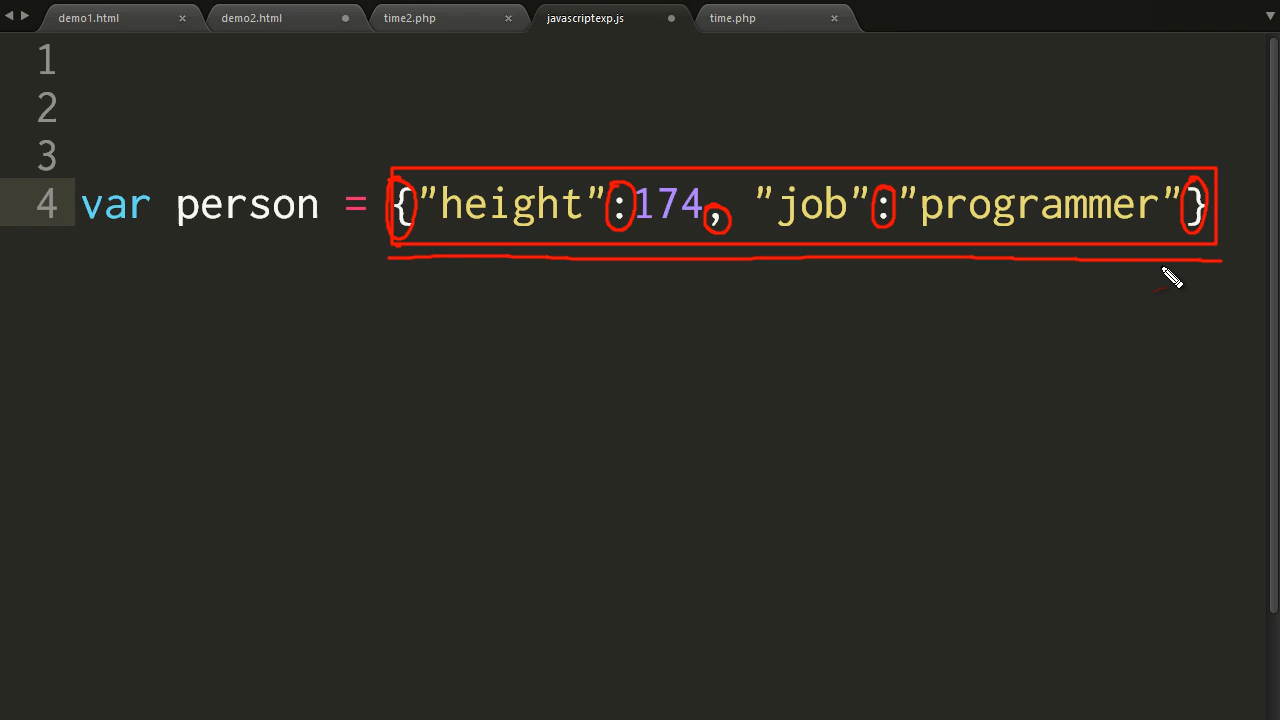 demo1.html demo2.html time2.php javascriptexp.js time.php
1
2
3
4 var person = {"height":174, "job":"programmer"}